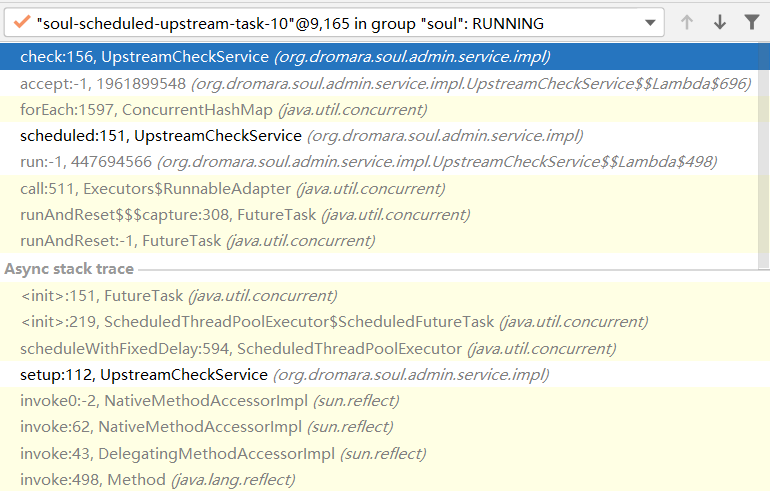 "soul-scheduled-upstream-task-10"@9,165 in group "soul": RUNNING
check:156, UpstreamCheckService (org.dromara.soul.admin.service.impl)
accept:-1, 1961899548 (org.dromara.soul.admin.service.impl.UpstreamCheckService$$Lambda$696)
forEach:1597, ConcurrentHashMap (java.util.concurrent)
scheduled:151, UpstreamCheckService (org.dromara.soul.admin.service.impl)
run:-1, 447694566 (org.dromara.soul.admin.service.impl.UpstreamCheckService$$Lambda$498)
call:511, Executors$RunnableAdapter (java.util.concurrent)
runAndReset$$$capture:308, FutureTask (java.util.concurrent)
runAndReset:-1, FutureTask (java.util.concurrent)
Async stack trace
<init>:151, FutureTask (java.util.concurrent)
<init>:219, ScheduledThreadPoolExecutor$ScheduledFutureTask (java.util.concurrent)
scheduleWithFixedDelay:594, ScheduledThreadPoolExecutor (java.util.concurrent)
setup:112, UpstreamCheckService (org.dromara.soul.admin.service.impl)
invoke0:-2, NativeMethodAccessorImpl (sun.reflect)
invoke:62, NativeMethodAccessorImpl (sun.reflect)
invoke:43, DelegatingMethodAccessorImpl (sun.reflect)
invoke:498, Method (java.lang.reflect)